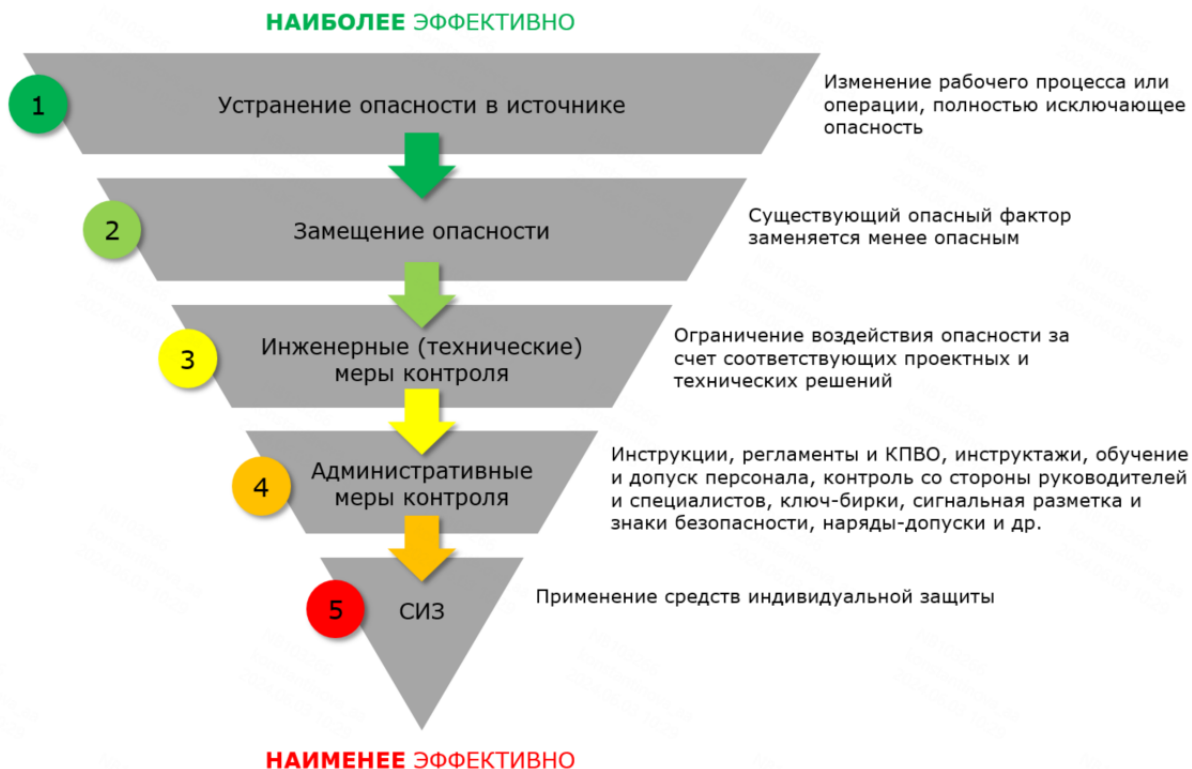 НАИБОЛЕЕ ЭФФЕКТИВНО
1
Устранение опасности в источнике
Изменение рабочего процесса или
операции, полностью исключающее
опасность
2
Замещение опасности
Существующий опасный фактор
заменяется менее опасным
3
Инженерные (технические)
меры контроля
Ограничение воздействия опасности за
счет соответствующих проектных и
технических решений
4
Административные
меры контроля
Инструкции, регламенты и КПВО, инструктажи, обучение
и допуск персонала, контроль со стороны руководителей
и специалистов, ключ-бирки, сигнальная разметка и
знаки безопасности, наряды-допуски и др.
5
СИЗ
Применение средств индивидуальной защиты
НАИМЕНЕЕ ЭФФЕКТИВНО